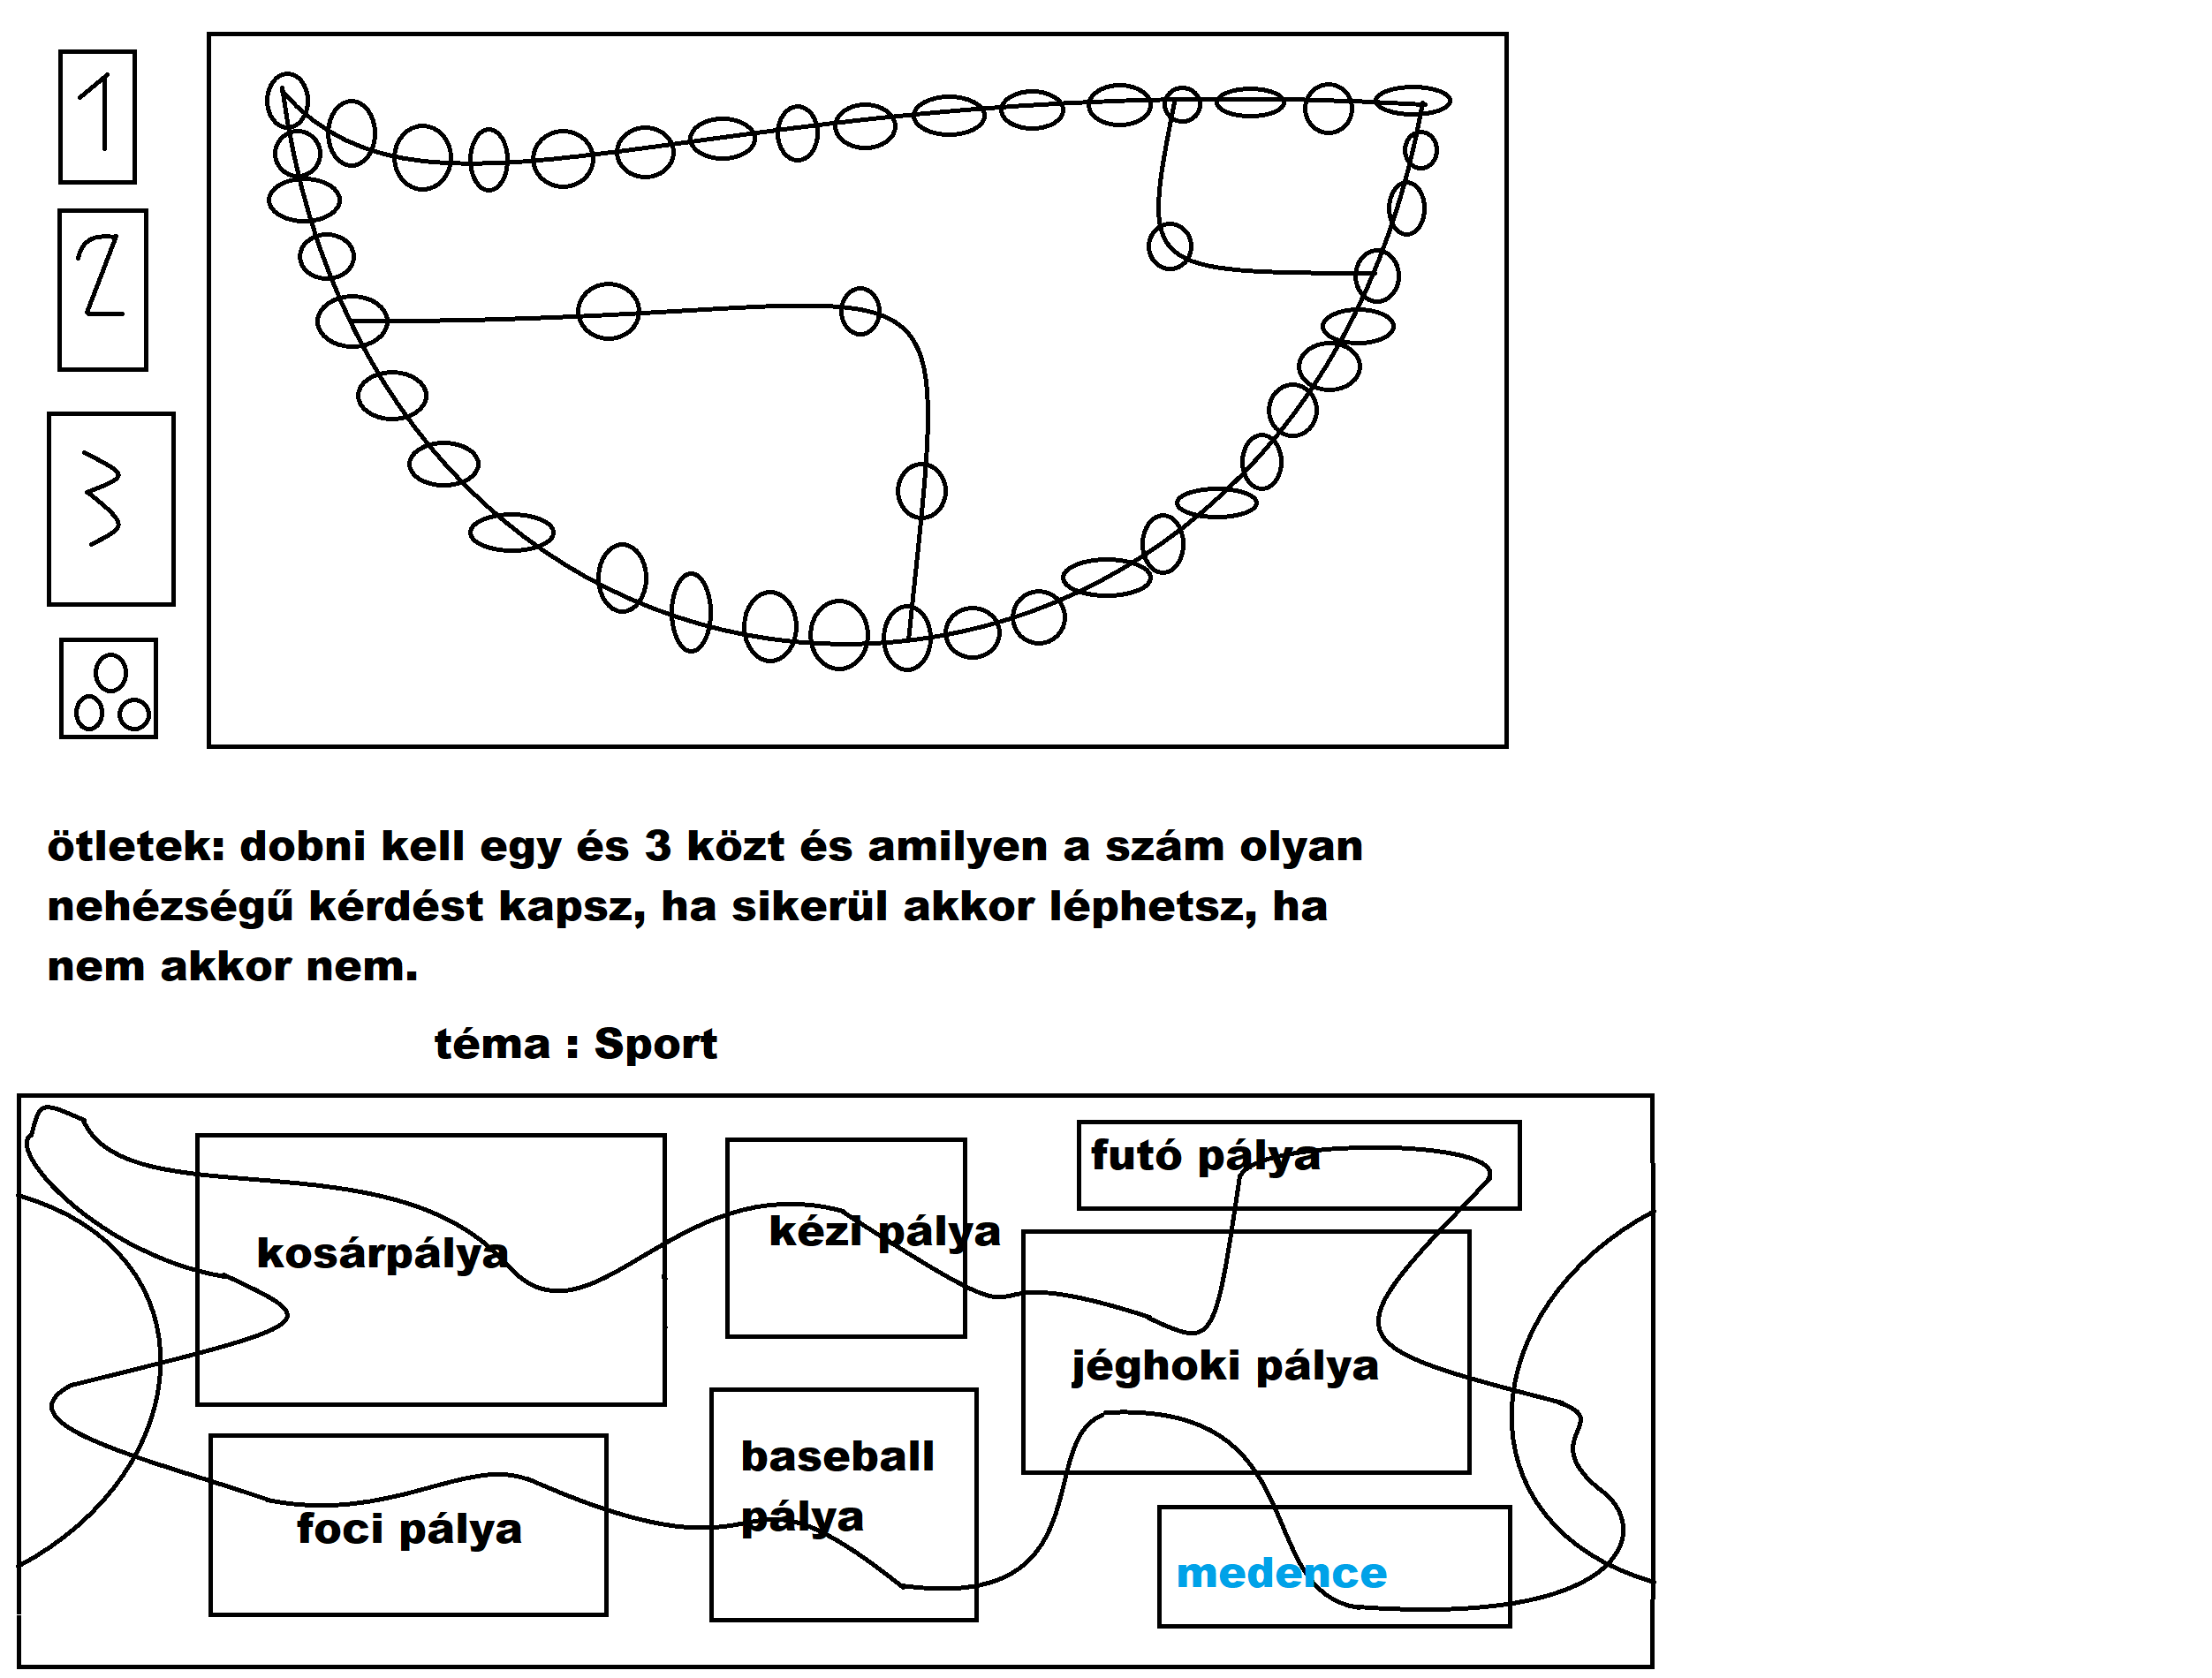 1
2
3
ötletek: dobni kell egy és 3 közt és amilyen a szám olyan
nehézségű kérdést kapsz, ha sikerül akkor léphetsz, ha
nem akkor nem.
téma : Sport
futó pálya
kézi pálya
kosárpálya
jéghoki pálya
baseball
pálya
foci pálya
medence